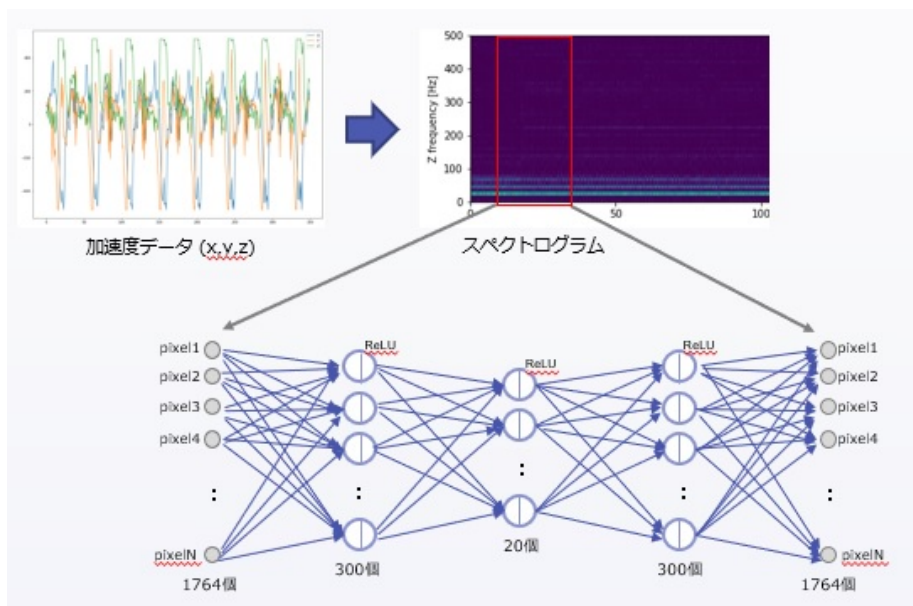 加速度データ (x,y,z)
500
400
300
200
100
0
Z frequency [Hz]
0
50
100
スペクトログラム
pixel1
pixel2
pixel3
pixel4
:
pixelN
1764個
ReLU
:
300個
ReLU
:
20個
ReLU
:
300個
pixel1
pixel2
pixel3
pixel4
:
pixelN
1764個